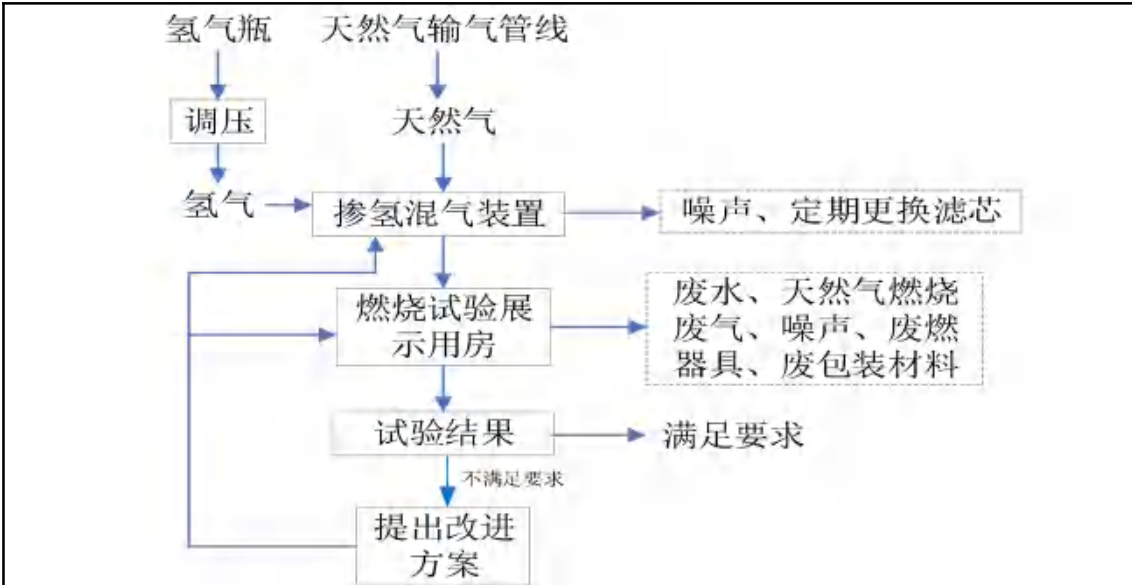 氢气瓶
天然气输气管线
调压
天然气
氢气
掺氢混气装置
噪声、定期更换滤芯
燃烧试验展
示用房
废水、天然气燃烧
废气、噪声、废燃
器具、废包装材料
试验结果
满足要求
不满足要求
提出改进
方案